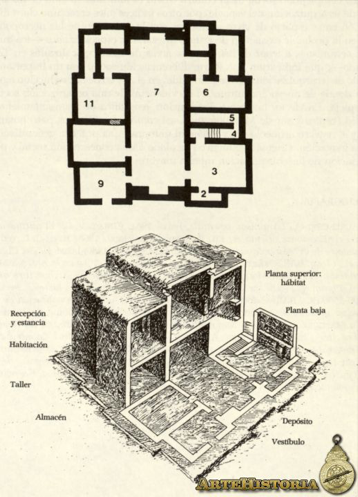 7
6
11
5
4
3
9
2
Planta superior:
hábitat
Planta baja
Recepción
y estancia
Habitación
Taller
Almacén
Depósito
Vestíbulo
ARTEHISTORIA